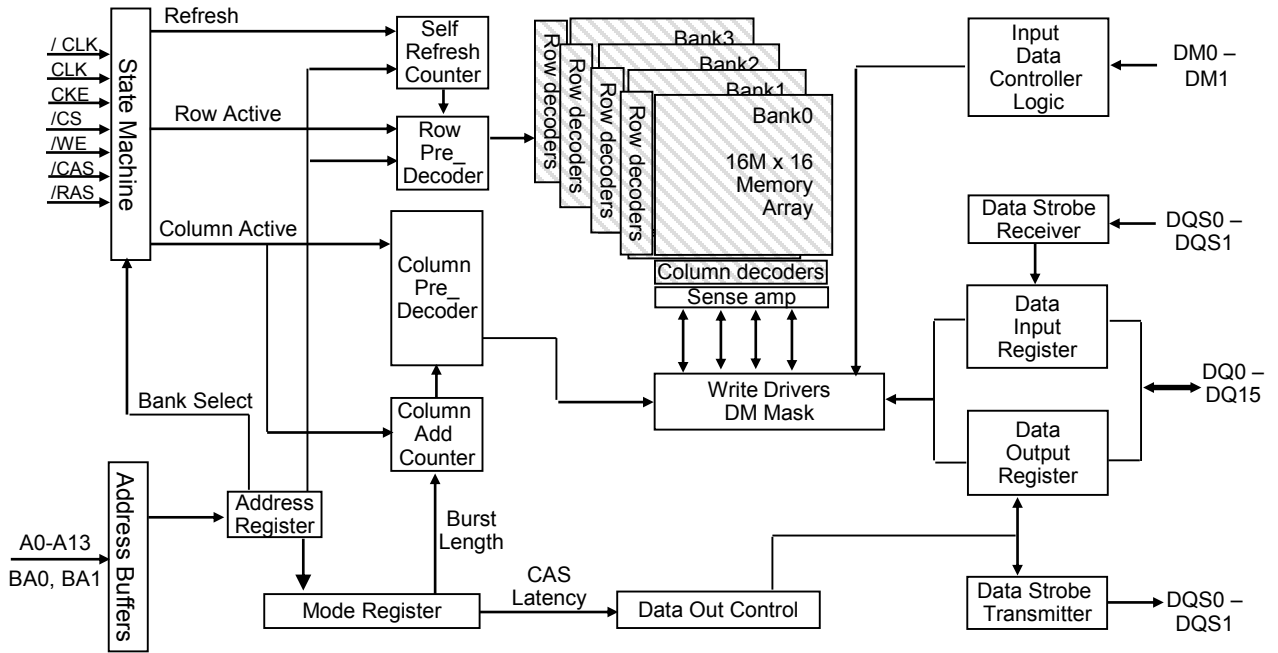 / CLK
CLK
CKE
/CS
/WE
/CAS
/RAS
State Machine
Refresh
Row Active
Column Active
Bank Select
Self
Refresh
Counter
Row
Pre_
Decoder
Column
Pre_
Decoder
Column
Add
Counter
Row decoders
Row decoders
Row decoders
Row decoders
Bank3
Bank2
Bank1
Bank0
16M x 16
Memory
Array
Column decoders
Sense amp
Write Drivers
DM Mask
Input
Data
Controller
Logic
DM0 –
DM1
Data Strobe
Receiver
DQS0 –
DQS1
Data
Input
Register
DQ0 –
DQ15
Data
Output
Register
Data Strobe
Transmitter
DQS0 –
DQS1
A0-A13
BA0, BA1
Address Buffers
Address
Register
Mode Register
Burst
Length
CAS
Latency
Data Out Control